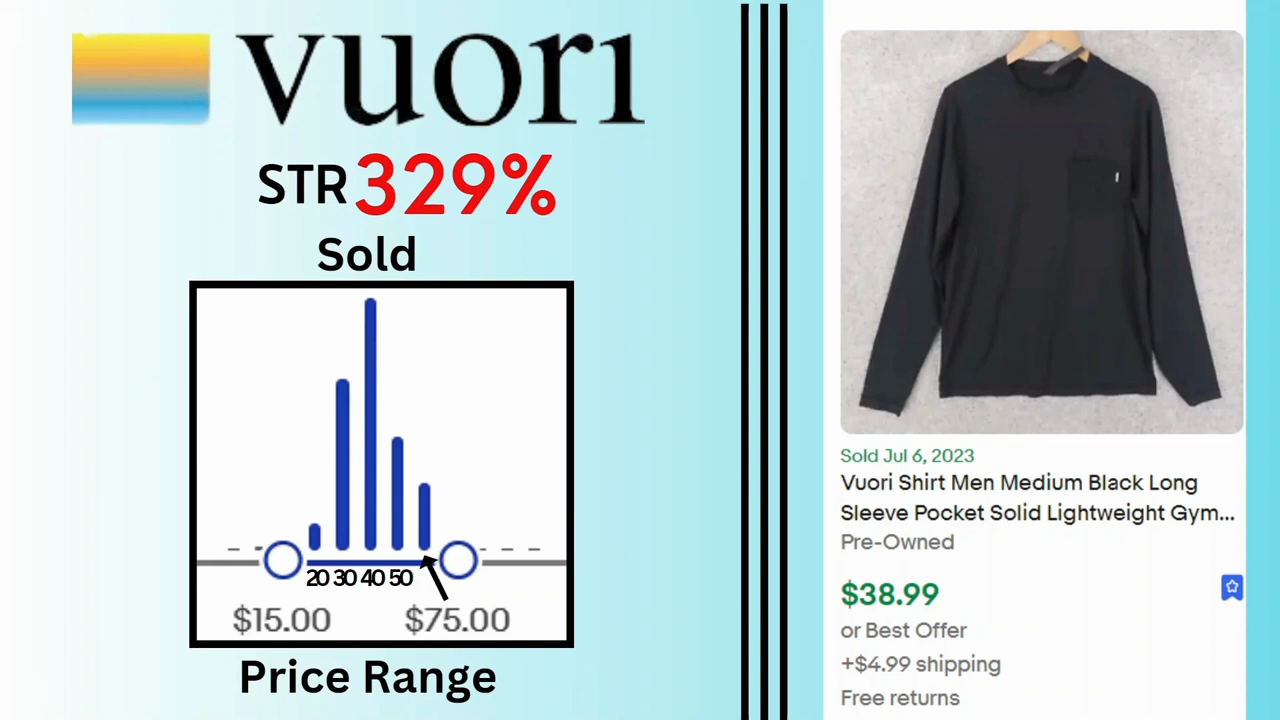 vuori
STR 329%
Sold
20 30 40 50
$15.00 $75.00
Price Range
Sold Jul 6, 2023
Vuori Shirt Men Medium Black Long
Sleeve Pocket Solid Lightweight Gym...
Pre-Owned
$38.99
or Best Offer
+$4.99 shipping
Free returns